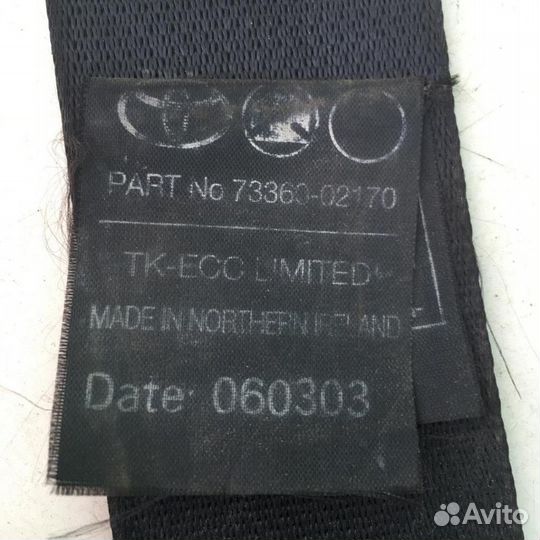 PART No 73360-02170
TK-ECC LIMITED
MADE IN NORTHERN IRELAND
Date: 060303
Avito